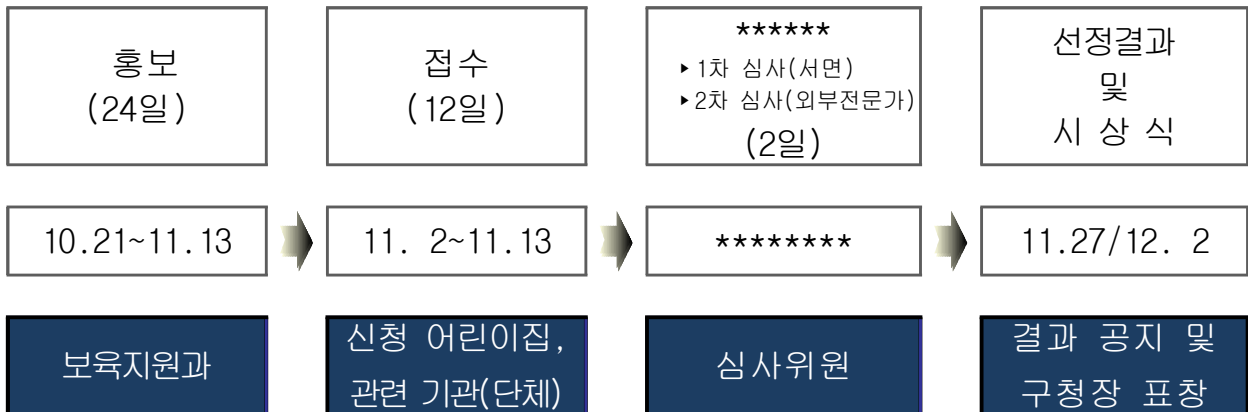 홍보
(24일)
접수
(12일)
******
▸1차 심사(서면)
▸2차 심사(외부전문가)
(2일)
선정결과
및
시 상 식
10.21~11.13
11. 2~11.13
********
11.27/12. 2
보육지원과
신청 어린이집,
관련 기관(단체)
심사위원
결과 공지 및
구청장 표창